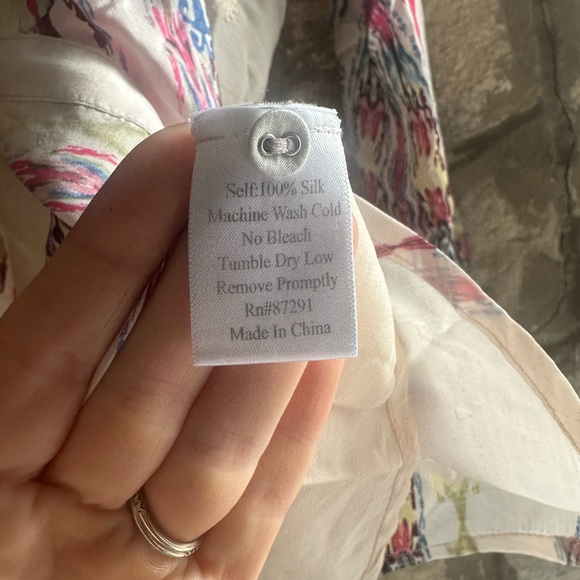 Self:100% Silk
Machine Wash Cold
No Bleach
Tumble Dry Low
Remove Promptly
Rn#87291
Made In China